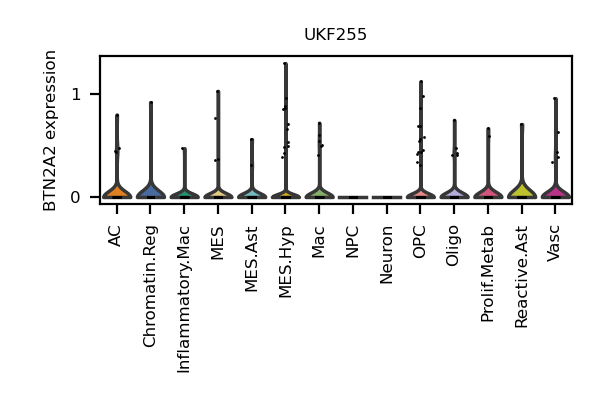 UKF255
BTN2A2 expression
1
0
AC
Chromatin.Reg
Inflammatory.Mac
MES
MES.Ast
MES.Hyp
Mac
NPC
Neuron
OPC
Oligo
Prolif.Metab
Reactive.Ast
Vasc